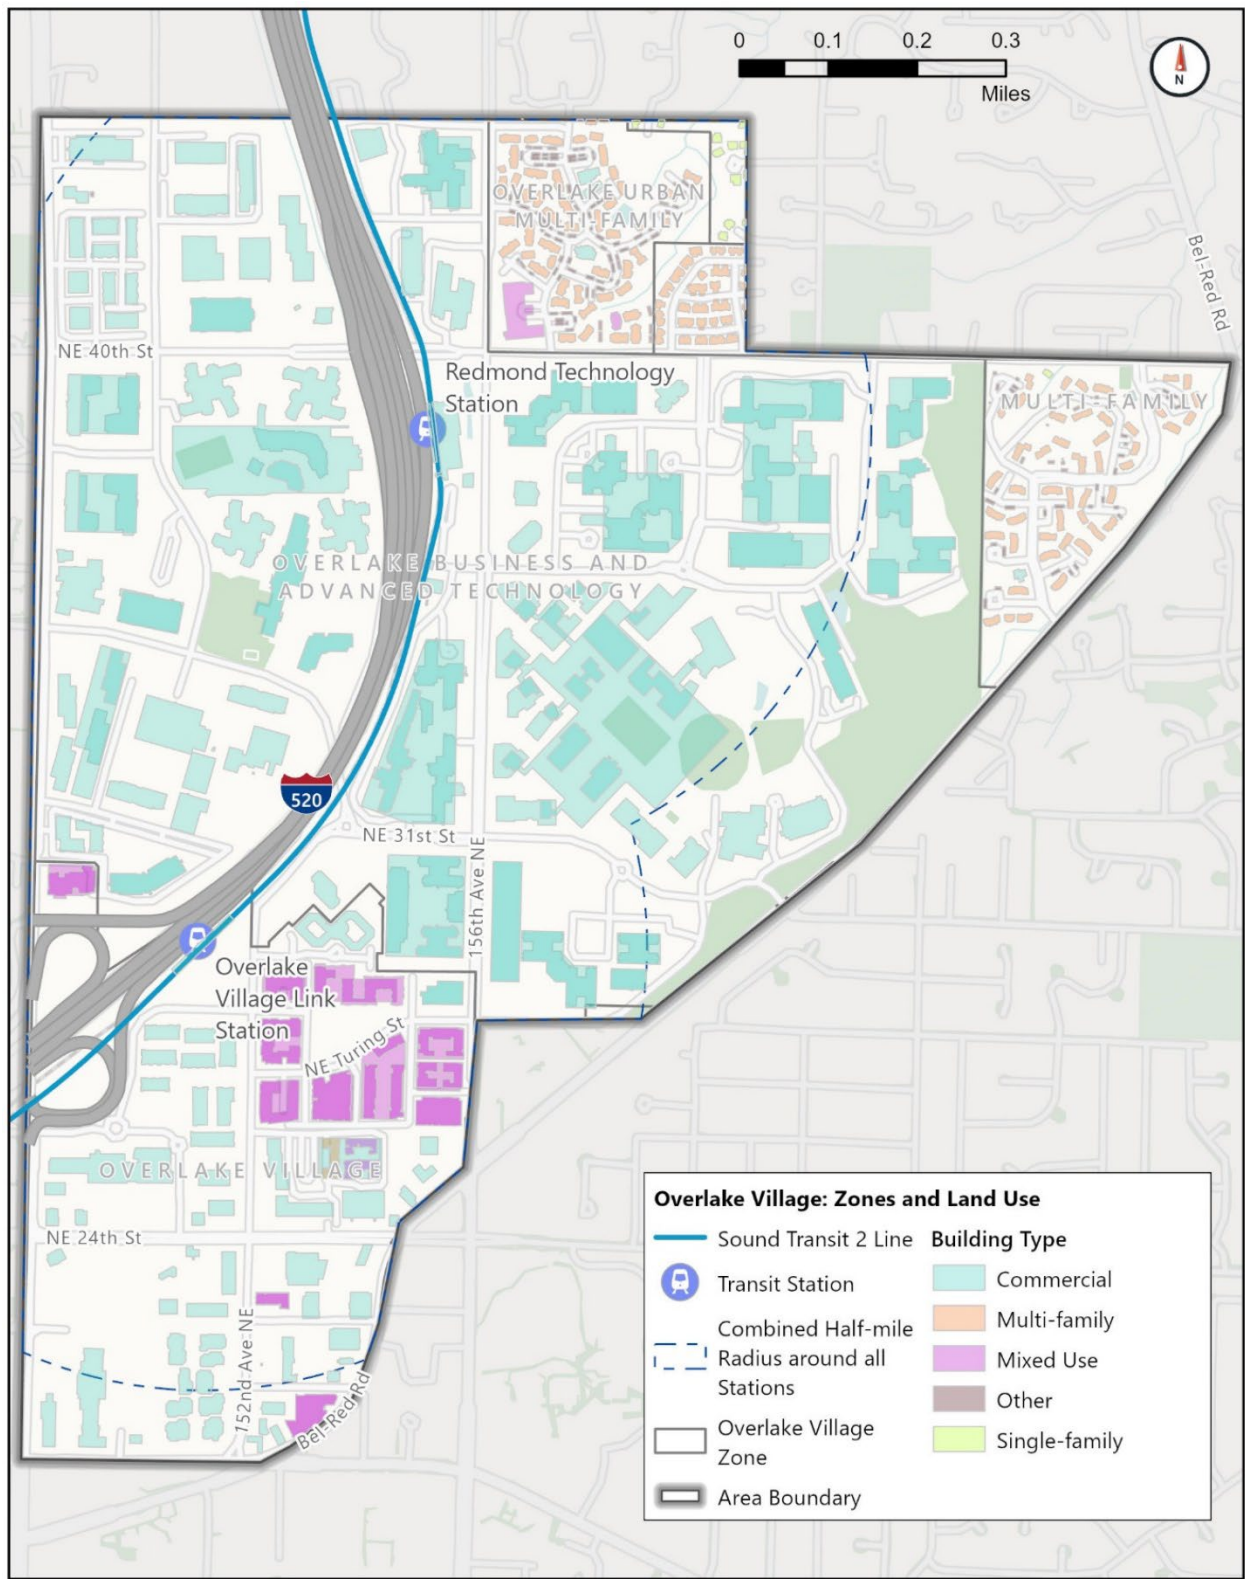 0 0.1 0.2 0.3
Miles
N
OVERLAKE URBAN
MULTI-FAMILY
Bel-Red Rd
NE 40th St
Redmond Technology
Station
MULTI-FAMILY
OVERLAKE BUSINESS AND
ADVANCED TECHNOLOGY
520
NE 31st St
156th Ave NE
Overlake
Village Link
Station
NE Turing St
OVERLAKE VILLAGE
NE 24th St
152nd Ave NE
Bel-Red Rd
Overlake Village: Zones and Land Use
Sound Transit 2 Line
Transit Station
Combined Half-mile
Radius around all
Stations
Overlake Village
Zone
Area Boundary
Building Type
Commercial
Multi-family
Mixed Use
Other
Single-family